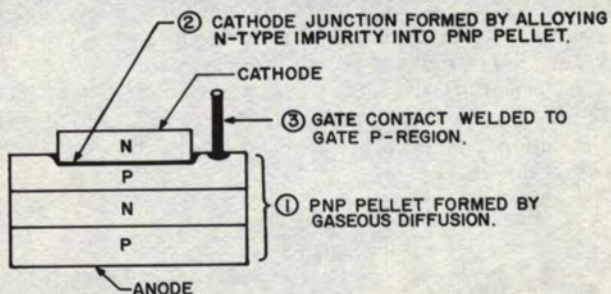 ② CATHODE JUNCTION FORMED BY ALLOYING
N-TYPE IMPURITY INTO PNP PELLET.
CATHODE
③ GATE CONTACT WELDED TO
GATE P-REGION.
N
P
N
P
① PNP PELLET FORMED BY
GASEOUS DIFFUSION.
ANODE